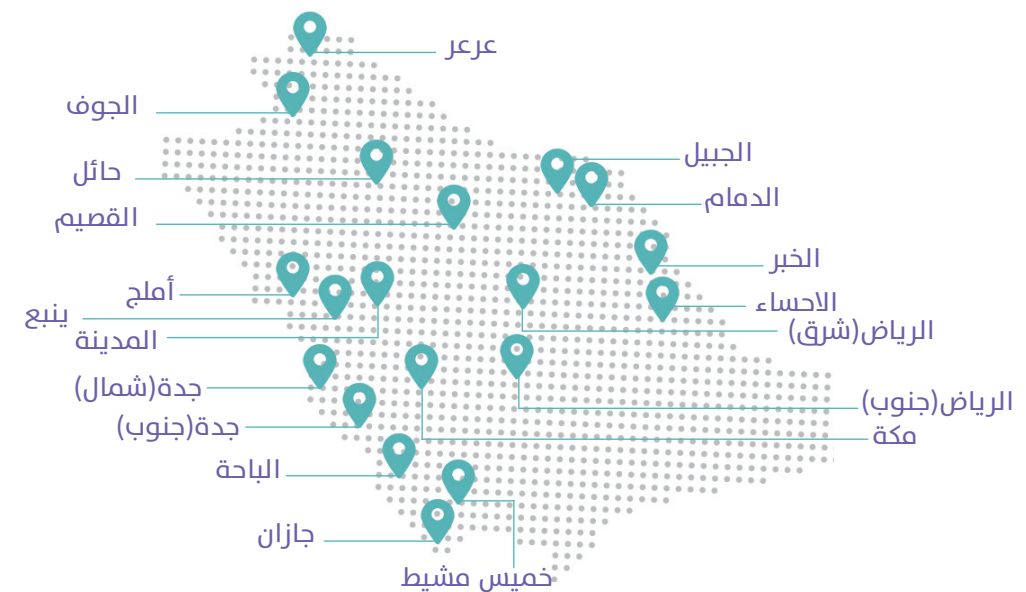 عرعر
الجوف
الجبيل
حائل
الدمام
القصيم
الخبر
أملج
الاحساء
ينبع
الرياض(شرق)
المدينة
جدة(شمال)
الرياض(جنوب)
جدة(جنوب)
مكة
الباحة
جازان
خميس مشيط